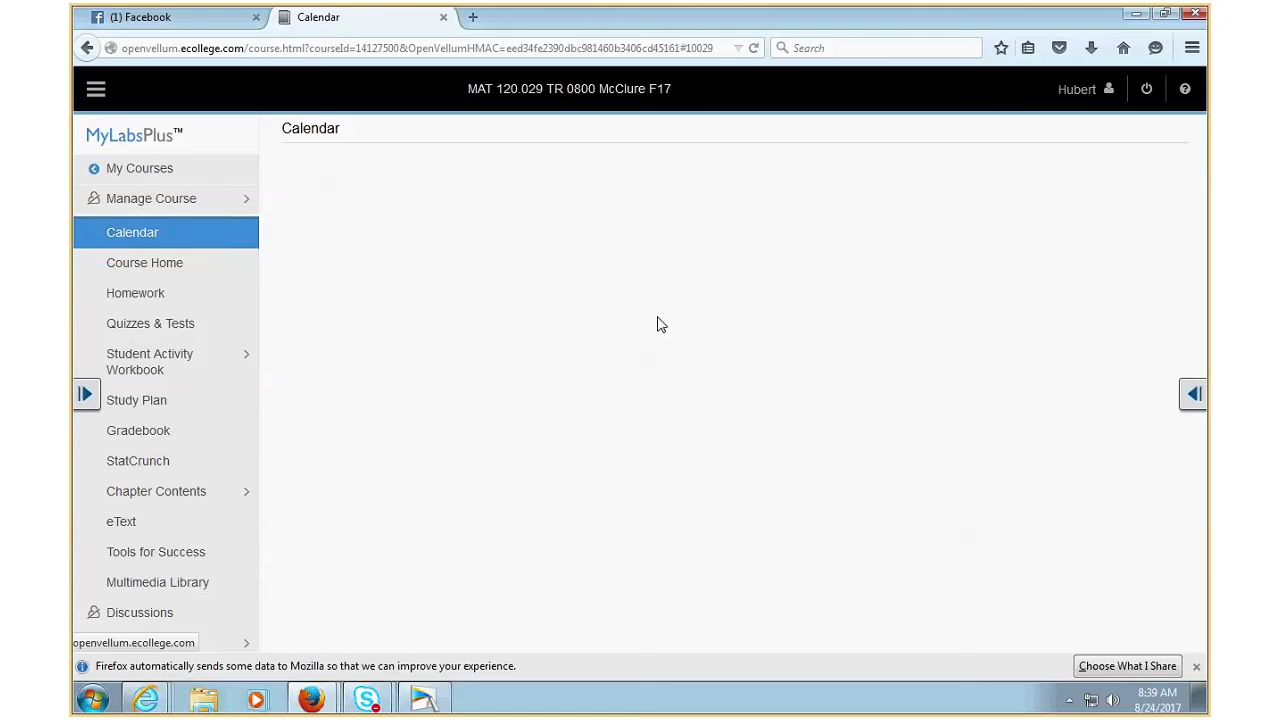 (1) Facebook
Calendar
openvellum.ecollege.com/course.html?courseId=14127500&OpenVellumHMAC=eed34fe2390dbc981460b3406cd45161#10029
Search
MAT 120.029 TR 0800 McClure F17
Hubert
MyLabsPlus™
Calendar
My Courses
Manage Course
Calendar
Course Home
Homework
Quizzes & Tests
Student Activity
Workbook
Study Plan
Gradebook
StatCrunch
Chapter Contents
eText
Tools for Success
Multimedia Library
Discussions
openvellum.ecollege.com
Firefox automatically sends some data to Mozilla so that we can improve your experience.
Choose What I Share
8:39 AM
8/24/2017